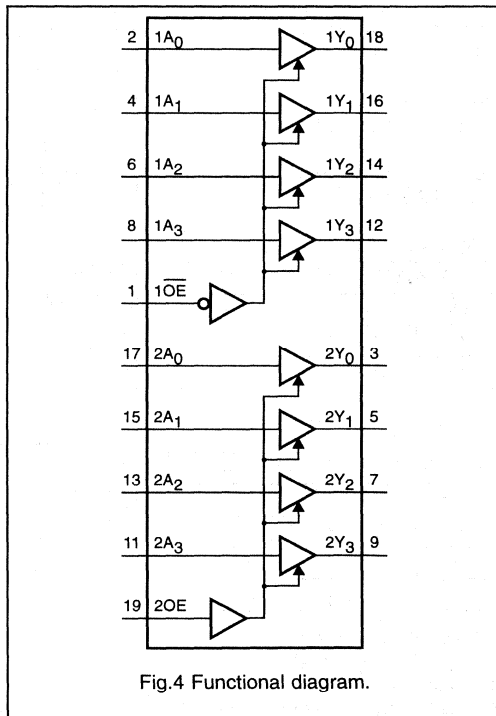 2 1A₀ 1Y₀ 18
4 1A₁ 1Y₁ 16
6 1A₂ 1Y₂ 14
8 1A₃ 1Y₃ 12
1 1O̅E̅
17 2A₀ 2Y₀ 3
15 2A₁ 2Y₁ 5
13 2A₂ 2Y₂ 7
11 2A₃ 2Y₃ 9
19 2OE
Fig.4 Functional diagram.